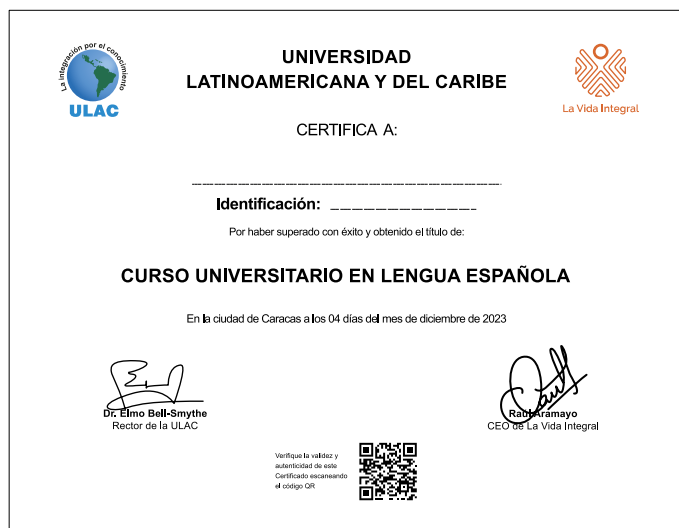 La integración por el conocimiento
ULAC
UNIVERSIDAD
LATINOAMERICANA Y DEL CARIBE
La Vida Integral
CERTIFICA A:
Identificación:
Por haber superado con éxito y obtenido el título de:
CURSO UNIVERSITARIO EN LENGUA ESPAÑOLA
En la ciudad de Caracas a los 04 días del mes de diciembre de 2023
Dr. Elmo Bell-Smythe
Rector de la ULAC
Raúl Aramayo
CEO de La Vida Integral
Verifique la validez y
autenticidad de este
Certificado escaneando
el código QR